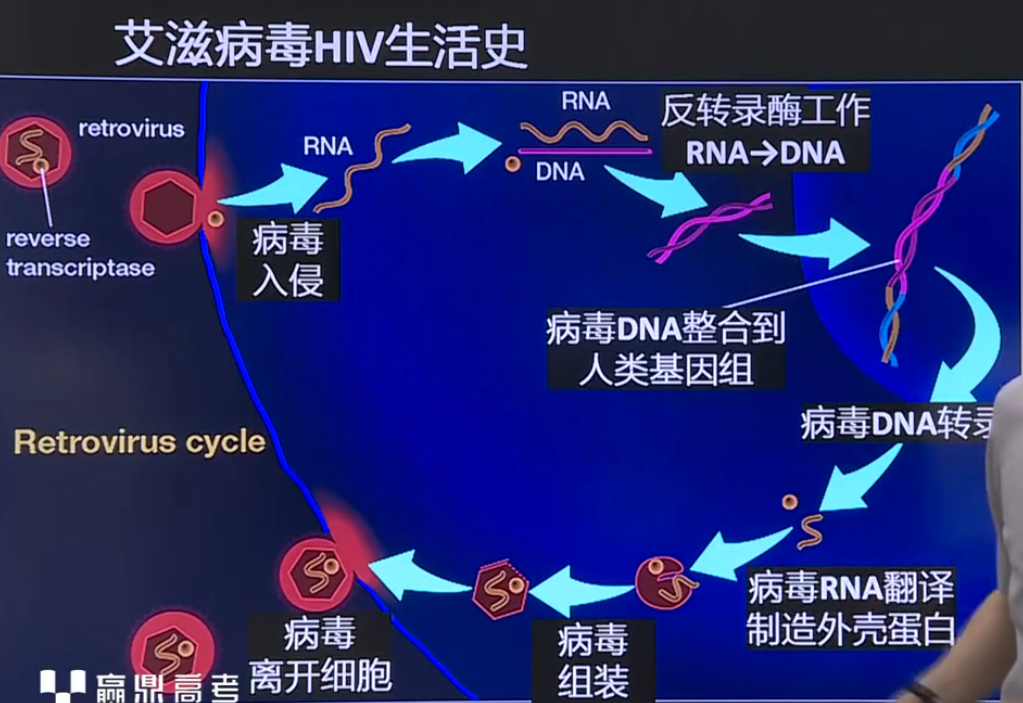 艾滋病毒HIV生活史
retrovirus
reverse
transcriptase
RNA
病毒
入侵
RNA
DNA
反转录酶工作
RNA→DNA
病毒DNA整合到
人类基因组
Retrovirus cycle
病毒DNA转录
病毒RNA翻译
制造外壳蛋白
病毒
组装
病毒
离开细胞
赢鼎高考